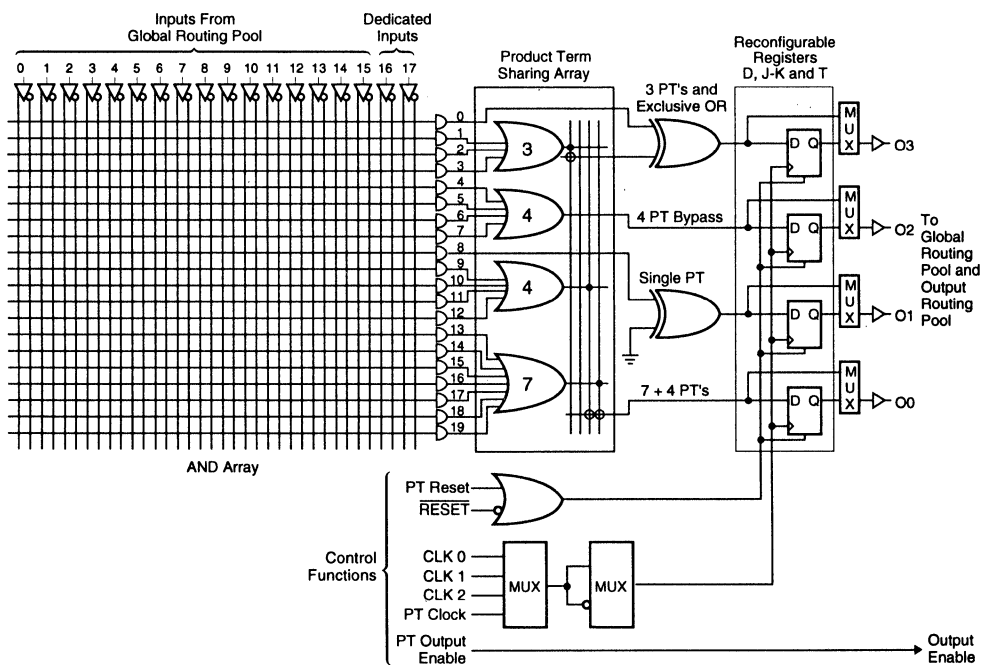 Inputs From
Global Routing Pool
Dedicated
Inputs
0 1 2 3 4 5 6 7 8 9 10 11 12 13 14 15 16 17
Product Term
Sharing Array
Reconfigurable
Registers
D, J-K and T
3 PT's and
Exclusive OR
0
1
2
3
4
5
6
7
8
9
10
11
12
13
14
15
16
17
18
19
3
4
4
7
4 PT Bypass
Single PT
7 + 4 PT's
D Q
D Q
D Q
D Q
MUX
MUX
MUX
MUX
O3
O2
O1
O0
To
Global
Routing
Pool and
Output
Routing
Pool
AND Array
Control
Functions
PT Reset
RESET
CLK 0
CLK 1
CLK 2
PT Clock
MUX
MUX
PT Output
Enable
Output
Enable